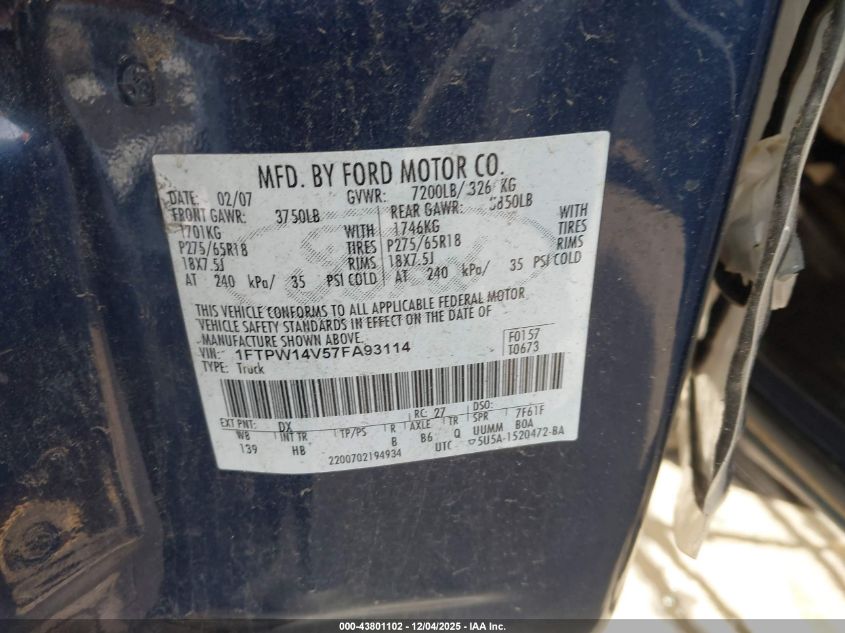 MFD. BY FORD MOTOR CO.
DATE: 02/07 GVWR: 7200LB/ 326 KG
FRONT GAWR: 3750LB REAR GAWR: 3850LB
1701KG WITH 1746KG WITH
P275/65R18 TIRES P275/65R18 TIRES
18X7.5J RIMS 18X7.5J RIMS
AT 240 kPa/ 35 PSI COLD AT 240 kPa/ 35 PSI COLD
THIS VEHICLE CONFORMS TO ALL APPLICABLE FEDERAL MOTOR
VEHICLE SAFETY STANDARDS IN EFFECT ON THE DATE OF
MANUFACTURE SHOWN ABOVE.
VIN: 1FTPW14V57FA93114 F0157
TYPE: Truck T0673
EXT PNT: DX RC: 27 DSO:
WB INT TR TP/PS R AXLE TR SPR 7F61F
139 HB B B6 Q UUMM BOA
2200702194934 UTC ▽5U5A-1520472-BA
000-43801102 - 12/04/2025 - IAA Inc.